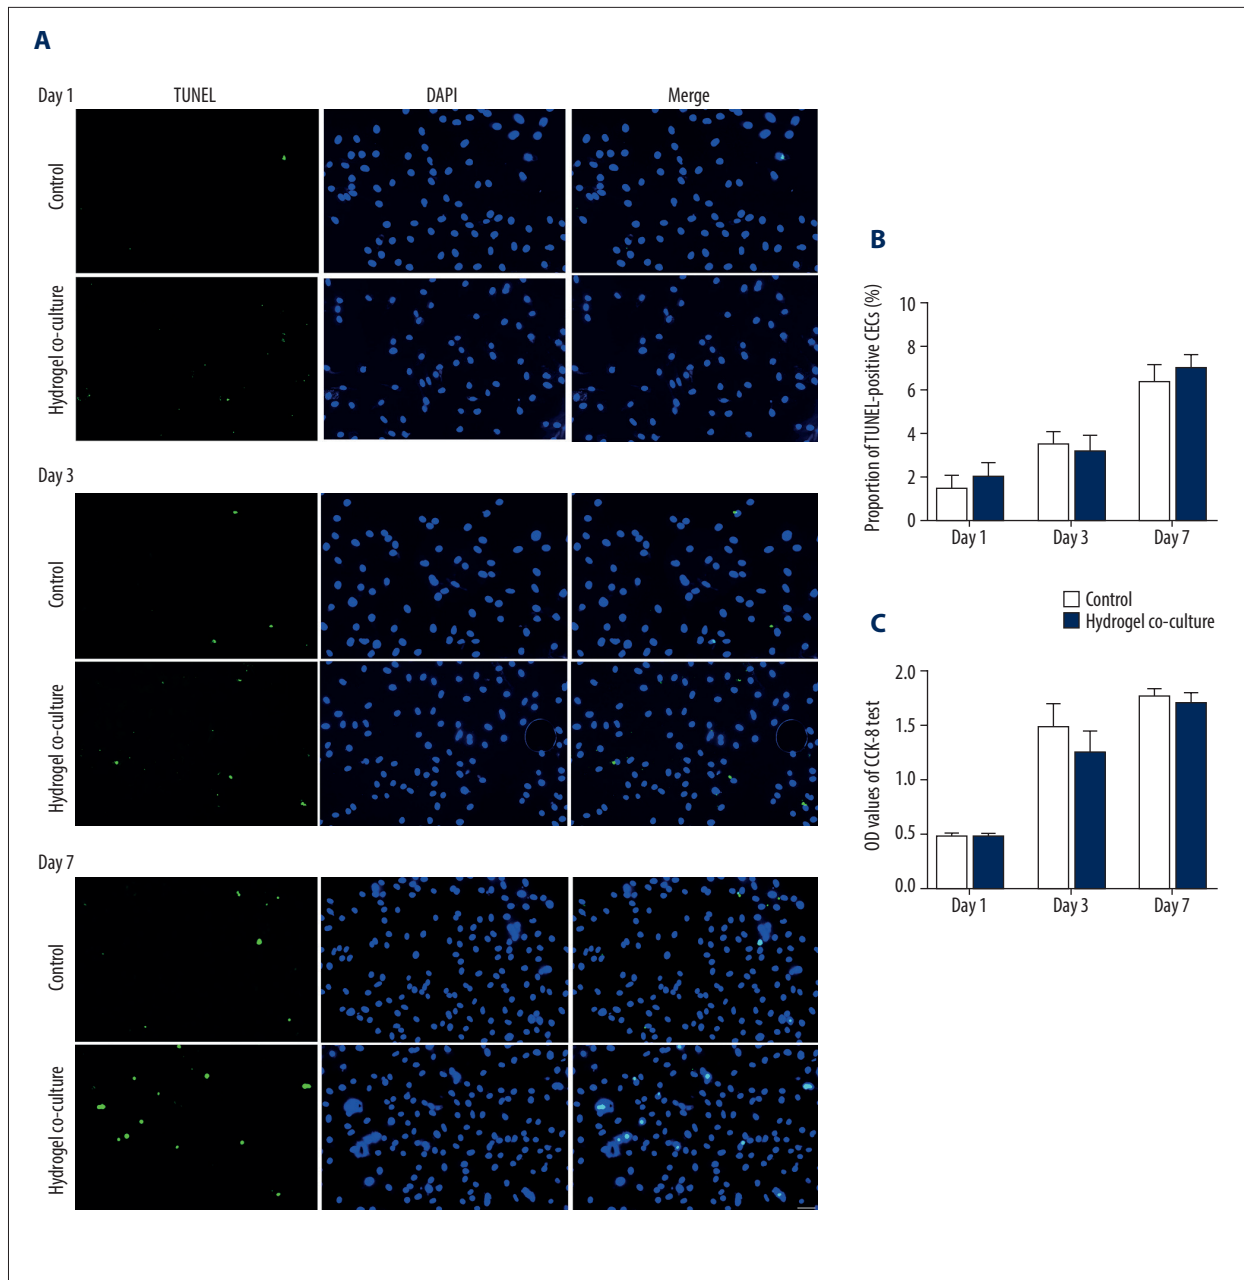 A
Day 1 TUNEL DAPI Merge
Control
Hydrogel co-culture
Day 3
Control
Hydrogel co-culture
Day 7
Control
Hydrogel co-culture
B
Proportion of TUNEL-positive CECs (%)
10
8
6
4
2
0
Day 1 Day 3 Day 7
Control
Hydrogel co-culture
C
OD values of CCK-8 test
2.0
1.5
1.0
0.5
0.0
Day 1 Day 3 Day 7